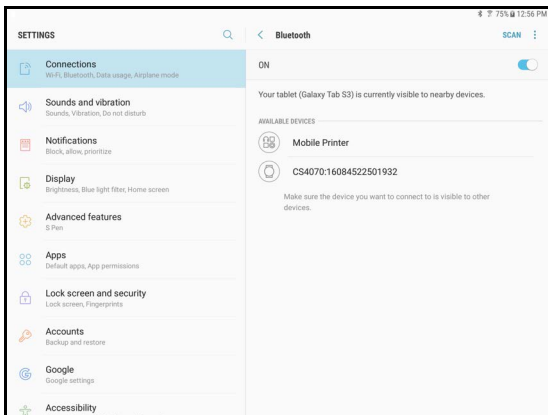 75% 12:56 PM
SETTINGS
Connections
Wi-Fi, Bluetooth, Data usage, Airplane mode
Sounds and vibration
Sounds, Vibration, Do not disturb
Notifications
Block, allow, prioritize
Display
Brightness, Blue light filter, Home screen
Advanced features
S Pen
Apps
Default apps, App permissions
Lock screen and security
Lock screen, Fingerprints
Accounts
Backup and restore
Google
Google settings
Accessibility
Bluetooth
SCAN
ON
Your tablet (Galaxy Tab S3) is currently visible to nearby devices.
AVAILABLE DEVICES
Mobile Printer
CS4070:16084522501932
Make sure the device you want to connect to is visible to other
devices.